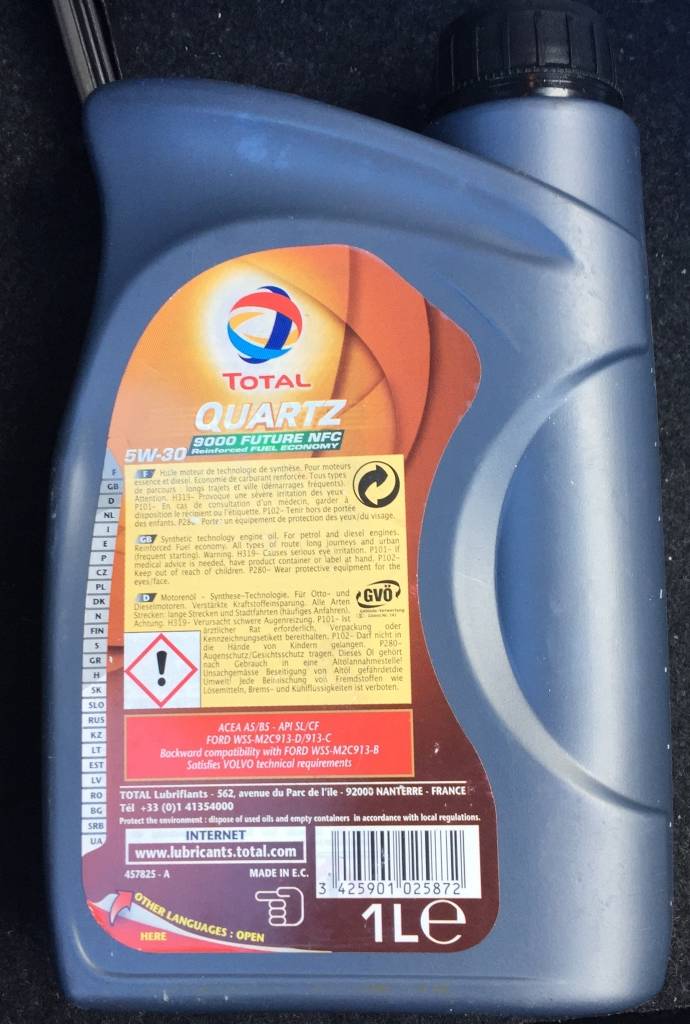 TOTAL
QUARTZ
9000 FUTURE NFC
5W-30 Reinforced FUEL ECONOMY
F
GB
D
NL
I
E
P
CZ
PL
DK
N
FIN
S
GR
H
SK
SLO
RUS
KZ
LT
EST
LV
RO
BG
SRB
UA
F Huile moteur de technologie de synthèse. Pour moteurs
essence et diesel. Economie de carburant renforcée. Tous types
de parcours : longs trajets et ville (démarrages fréquents).
Attention. H319- Provoque une sévère irritation des yeux
P101- En cas de consultation d'un médecin, garder à
disposition le récipient ou l'étiquette. P102- Tenir hors de portée
des enfants. P280- Porter un équipement de protection des yeux/du visage.
GB Synthetic technology engine oil. For petrol and diesel engines.
Reinforced Fuel economy. All types of route: long journeys and urban
(frequent starting). Warning. H319- Causes serious eye irritation. P101- If
medical advice is needed, have product container or label at hand. P102-
Keep out of reach of children. P280- Wear protective equipment for the
eyes/face.
D Motorenöl - Synthese-Technologie. Für Otto- und
Dieselmotoren. Verstärkte Kraftstoffeinsparung. Alle Arten
Strecken: lange Strecken und Stadtfahrten (häufiges Anfahren).
Achtung. H319- Verursacht schwere Augenreizung. P101- Ist
ärztlicher Rat erforderlich, Verpackung oder
Kennzeichnungsetikett bereithalten. P102- Darf nicht in
die Hände von Kindern gelangen. P280-
Augenschutz/Gesichtsschutz tragen. Dieses Öl gehört
nach Gebrauch in eine Altölannahmestelle!
Unsachgemässe Beseitigung von Altöl gefährdet die
Umwelt! Jede Beimischung von Fremdstoffen wie
Lösemitteln, Brems- und Kühlflüssigkeiten ist verboten.
GVÖ
ACEA A5/B5 - API SL/CF
FORD WSS-M2C913-D/913-C
Backward compatibility with FORD WSS-M2C913-B
Satisfies VOLVO technical requirements
TOTAL Lubrifiants - 562, avenue du Parc de l'île - 92000 NANTERRE - FRANCE
Tél +33 (0)1 41354000
Protect the environment : dispose of used oils and empty containers in accordance with local regulations.
INTERNET
www.lubricants.total.com
457825 - A MADE IN E.C.
3 425901 025872
OTHER LANGUAGES : OPEN
HERE
1L e